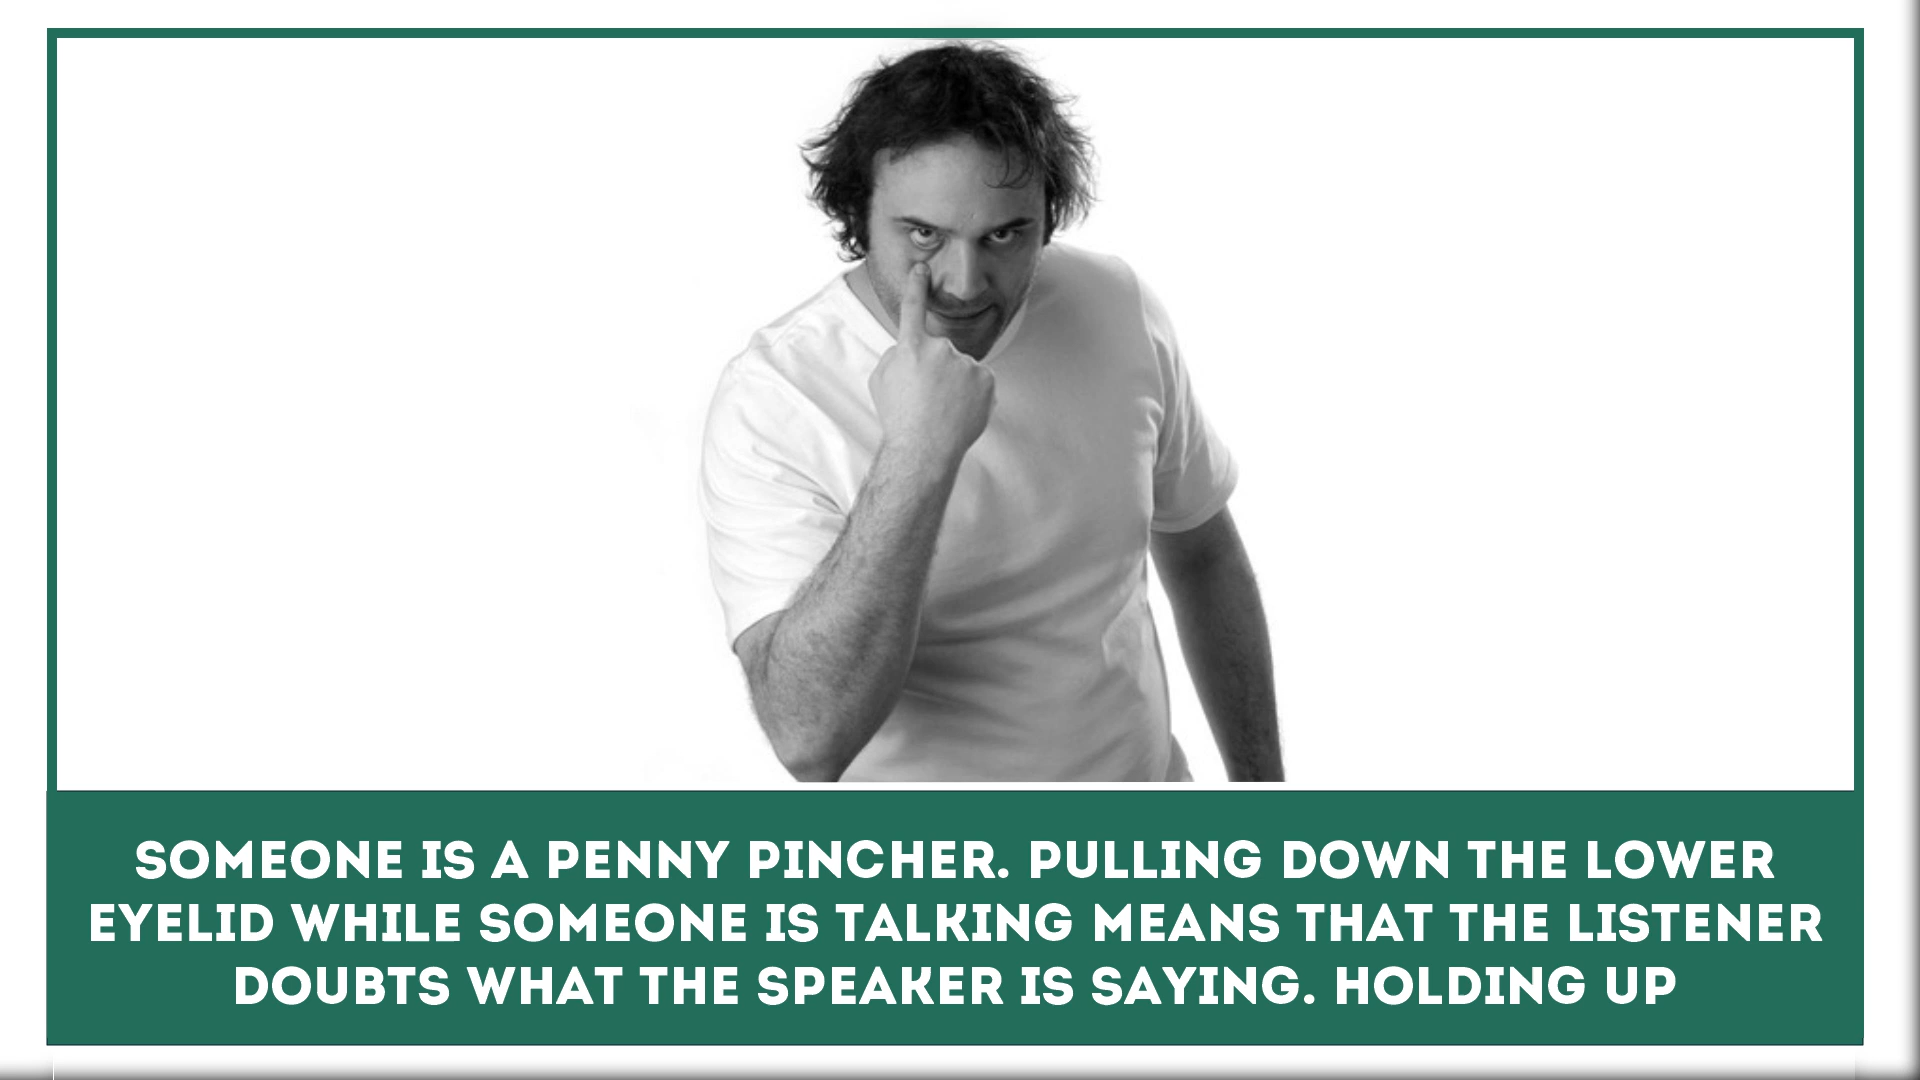 SOMEONE IS A PENNY PINCHER. PULLING DOWN THE LOWER
EYELID WHILE SOMEONE IS TALKING MEANS THAT THE LISTENER
DOUBTS WHAT THE SPEAKER IS SAYING. HOLDING UP